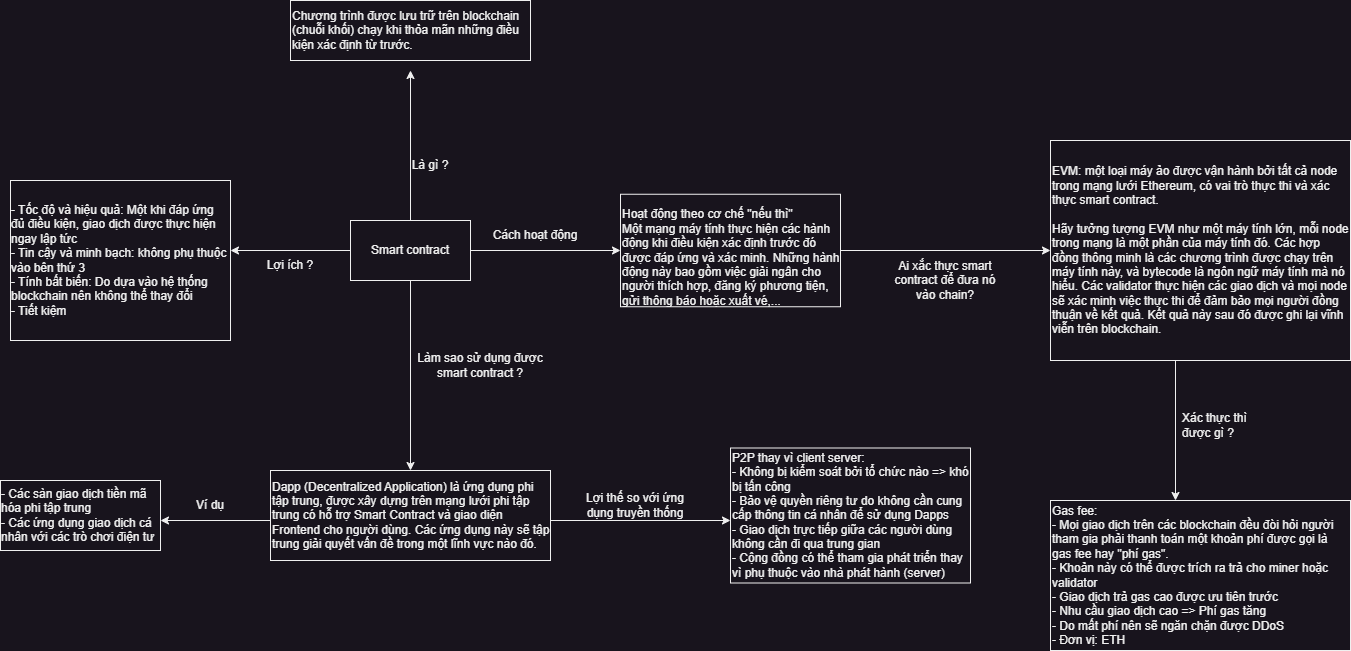 Chương trình được lưu trữ trên blockchain
(chuỗi khối) chạy khi thỏa mãn những điều
kiện xác định từ trước.
Là gì ?
- Tốc độ và hiệu quả: Một khi đáp ứng
đủ điều kiện, giao dịch được thực hiện
ngay lập tức
- Tin cậy và minh bạch: không phụ thuộc
vào bên thứ 3
- Tính bất biến: Do dựa vào hệ thống
blockchain nên không thể thay đổi
- Tiết kiệm
Lợi ích ?
Smart contract
Cách hoạt động
Hoạt động theo cơ chế "nếu thì"
Một mạng máy tính thực hiện các hành
động khi điều kiện xác định trước đó
được đáp ứng và xác minh. Những hành
động này bao gồm việc giải ngân cho
người thích hợp, đăng ký phương tiện,
gửi thông báo hoặc xuất vé,...
Ai xắc thực smart
contract để đưa nó
vào chain?
EVM: một loại máy ảo được vận hành bởi tất cả node
trong mạng lưới Ethereum, có vai trò thực thi và xác
thực smart contract.
Hãy tưởng tượng EVM như một máy tính lớn, mỗi node
trong mạng là một phần của máy tính đó. Các hợp
đồng thông minh là các chương trình được chạy trên
máy tính này, và bytecode là ngôn ngữ máy tính mà nó
hiểu. Các validator thực hiện các giao dịch và mọi node
sẽ xác minh việc thực thi để đảm bảo mọi người đồng
thuận về kết quả. Kết quả này sau đó được ghi lại vĩnh
viễn trên blockchain.
Làm sao sử dụng được
smart contract ?
Xác thực thì
được gì ?
- Các sàn giao dịch tiền mã
hóa phi tập trung
- Các ứng dụng giao dịch cá
nhân với các trò chơi điện tư
Ví dụ
Dapp (Decentralized Application) là ứng dụng phi
tập trung, được xây dựng trên mạng lưới phi tập
trung có hỗ trợ Smart Contract và giao diện
Frontend cho người dùng. Các ứng dụng này sẽ tập
trung giải quyết vấn đề trong một lĩnh vực nào đó.
Lợi thế so với ứng
dụng truyền thống
P2P thay vì client server:
- Không bị kiểm soát bởi tổ chức nào => khó
bị tấn công
- Bảo vệ quyền riêng tư do không cần cung
cấp thông tin cá nhân để sử dụng Dapps
- Giao dịch trực tiếp giữa các người dùng
không cần đi qua trung gian
- Cộng đồng có thể tham gia phát triển thay
vì phụ thuộc vào nhà phát hành (server)
Gas fee:
- Mọi giao dịch trên các blockchain đều đòi hỏi người
tham gia phải thanh toán một khoản phí được gọi là
gas fee hay "phí gas".
- Khoản này có thể được trích ra trả cho miner hoặc
validator
- Giao dịch trả gas cao được ưu tiên trước
- Nhu cầu giao dịch cao => Phí gas tăng
- Do mất phí nên sẽ ngăn chặn được DDoS
- Đơn vị: ETH